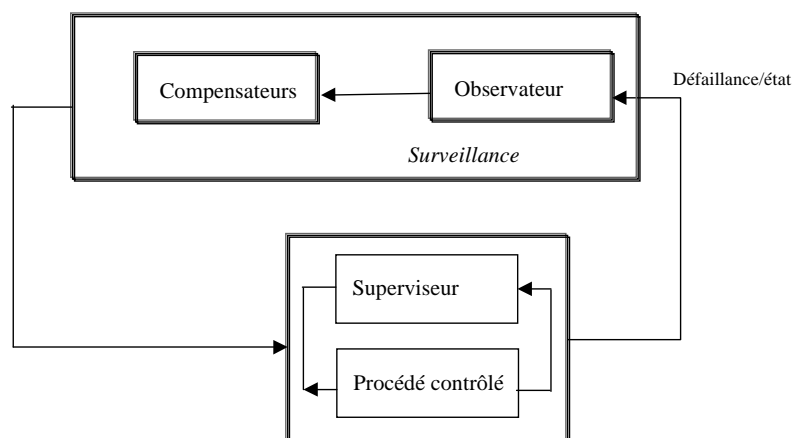 Compensateurs
Observateur
Défaillance/état
Surveillance
Superviseur
Procédé contrôlé